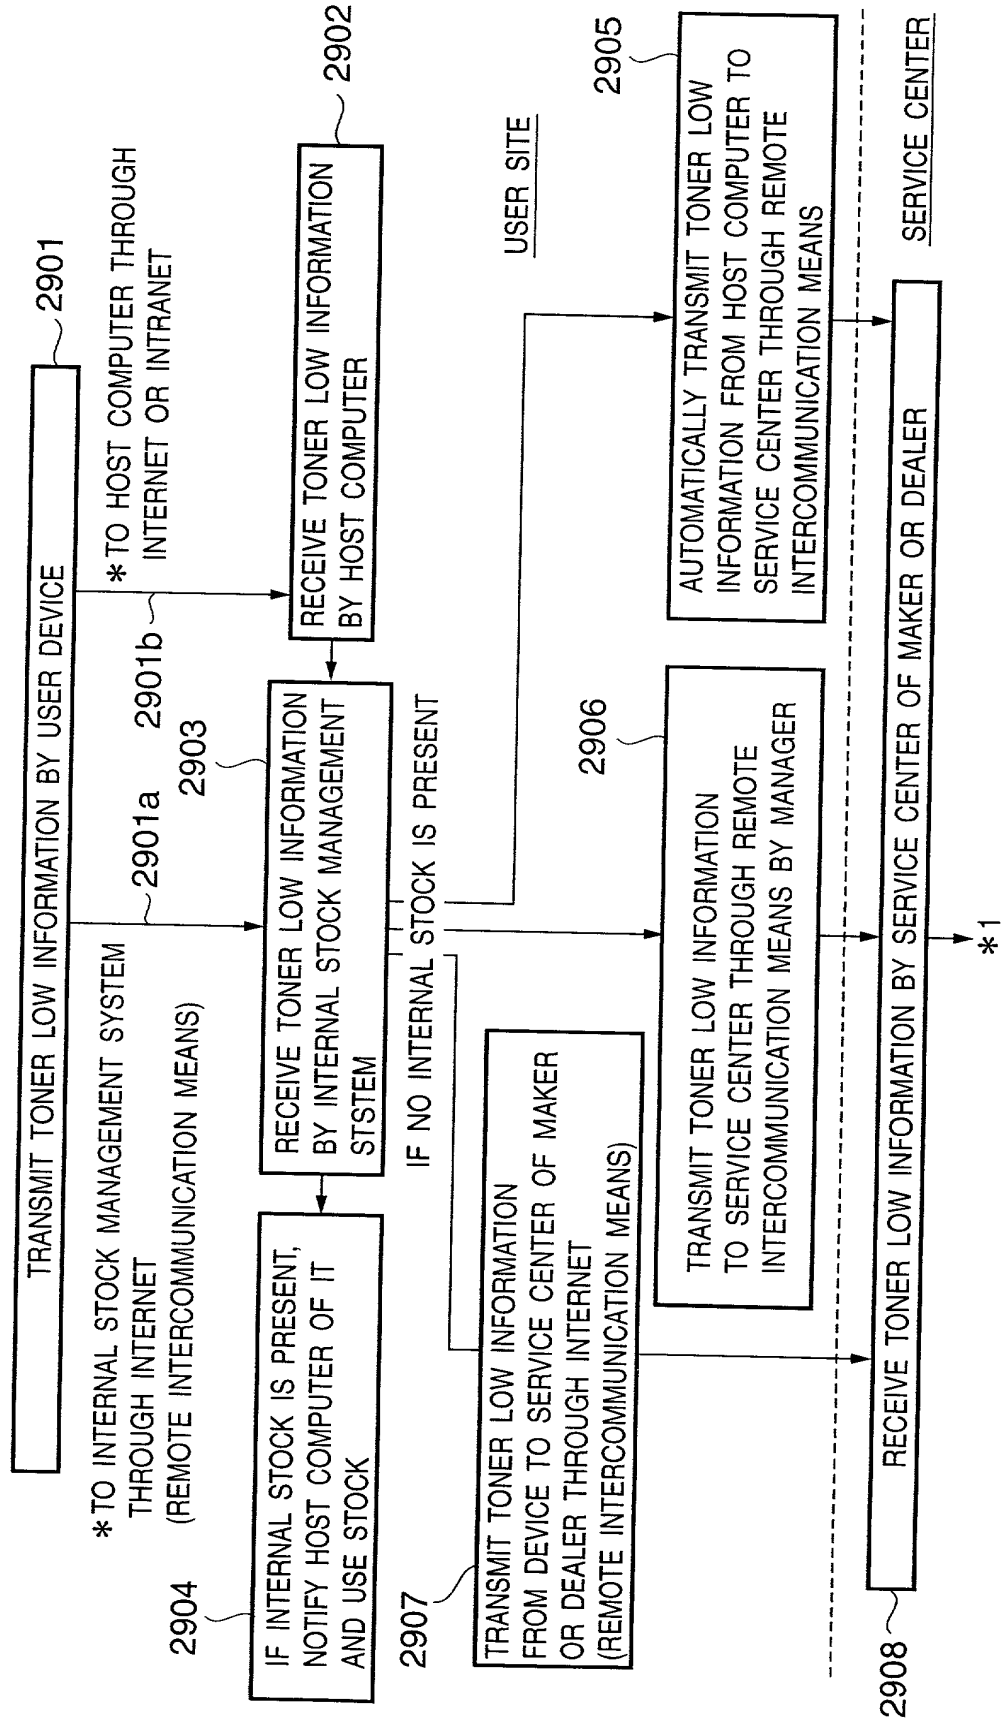 2901
TRANSMIT TONER LOW INFORMATION BY USER DEVICE
*TO INTERNAL STOCK MANAGEMENT SYSTEM
THROUGH INTERNET
(REMOTE INTERCOMMUNICATION MEANS)
2901a
2901b
*TO HOST COMPUTER THROUGH
INTERNET OR INTRANET
2904
IF INTERNAL STOCK IS PRESENT,
NOTIFY HOST COMPUTER OF IT
AND USE STOCK
2903
RECEIVE TONER LOW INFORMATION
BY INTERNAL STOCK MANAGEMENT
STSTEM
2902
RECEIVE TONER LOW INFORMATION
BY HOST COMPUTER
IF NO INTERNAL STOCK IS PRESENT
USER SITE
2907
TRANSMIT TONER LOW INFORMATION
FROM DEVICE TO SERVICE CENTER OF MAKER
OR DEALER THROUGH INTERNET
(REMOTE INTERCOMMUNICATION MEANS)
2906
TRANSMIT TONER LOW INFORMATION
TO SERVICE CENTER THROUGH REMOTE
INTERCOMMUNICATION MEANS BY MANAGER
2905
AUTOMATICALLY TRANSMIT TONER LOW
INFORMATION FROM HOST COMPUTER TO
SERVICE CENTER THROUGH REMOTE
INTERCOMMUNICATION MEANS
SERVICE CENTER
2908
RECEIVE TONER LOW INFORMATION BY SERVICE CENTER OF MAKER OR DEALER
*1